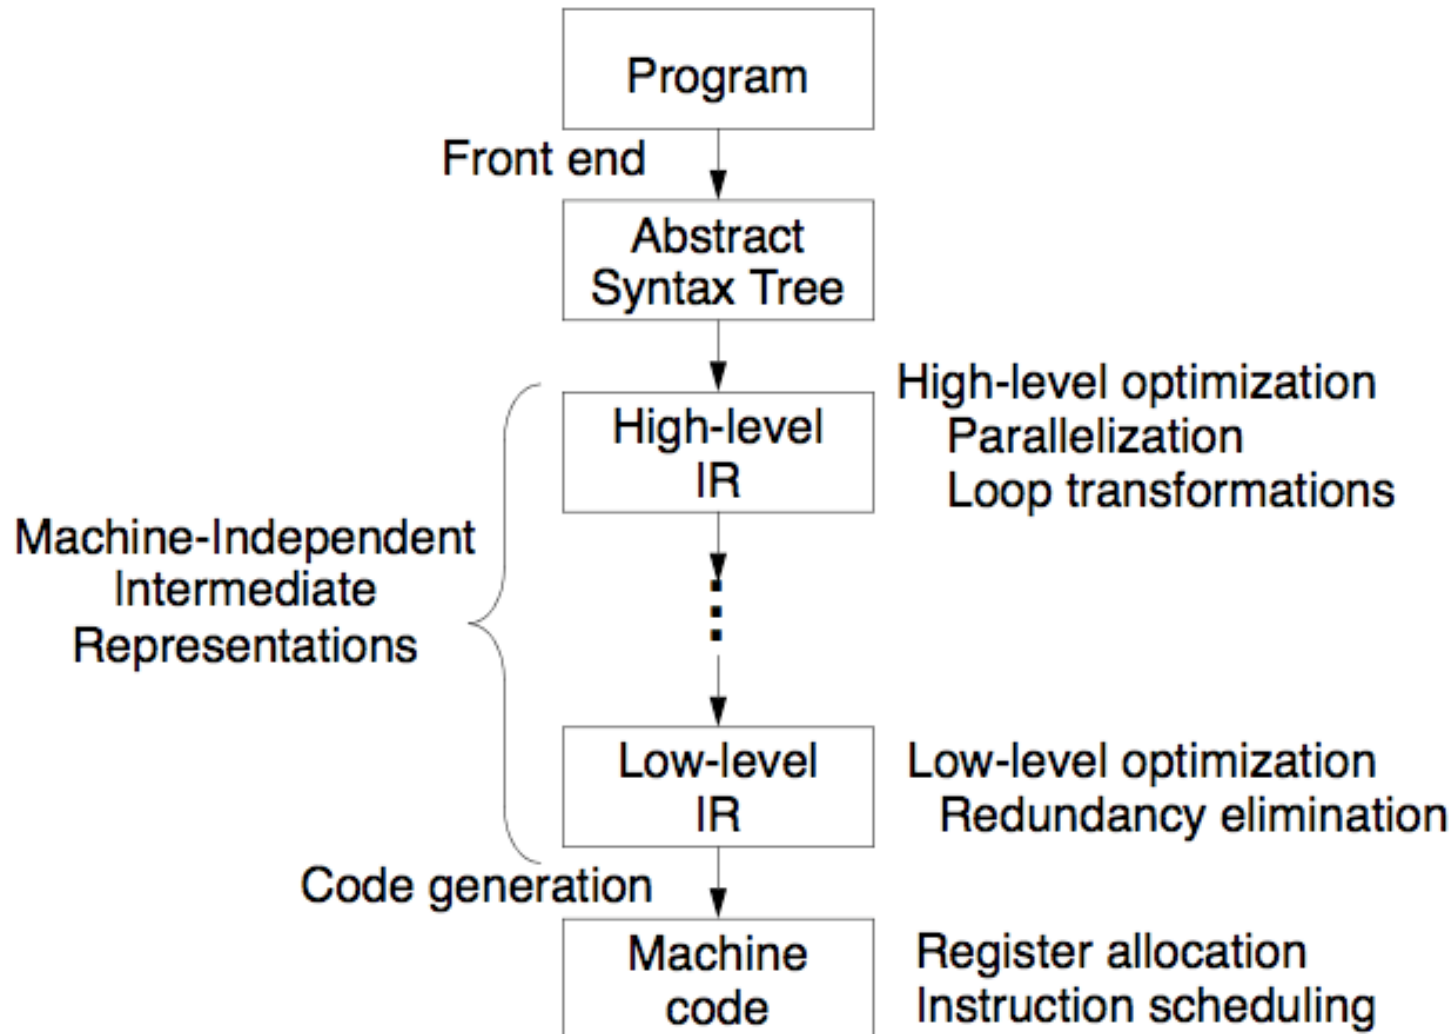 Program
Front end
Abstract
Syntax Tree
High-level optimization
Parallelization
Loop transformations
High-level
IR
Machine-Independent
Intermediate
Representations
Low-level
IR
Low-level optimization
Redundancy elimination
Code generation
Machine
code
Register allocation
Instruction scheduling